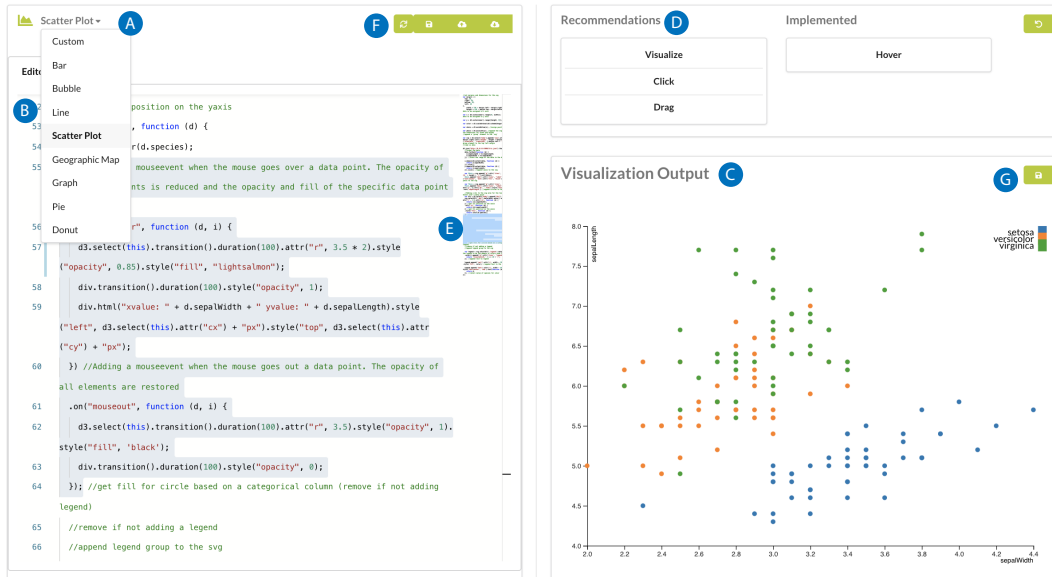 Scatter Plot
A
F
Custom
Bar
Bubble
Line
Scatter Plot
Geographic Map
Graph
Pie
Donut
B
position on the yaxis
53 , function (d) {
54 r(d.species);
55 mouseevent when the mouse goes over a data point. The opacity of
nts is reduced and the opacity and fill of the specific data point
56 r", function (d, i) {
57 d3.select(this).transition().duration(100).attr("r", 3.5 * 2).style
("opacity", 0.85).style("fill", "lightsalmon");
58 div.transition().duration(100).style("opacity", 1);
59 div.html("xvalue: " + d.sepalWidth + " yvalue: " + d.sepalLength).style
("left", d3.select(this).attr("cx") + "px").style("top", d3.select(this).attr
("cy") + "px");
60 }) //Adding a mouseevent when the mouse goes out a data point. The opacity of
all elements are restored
61 .on("mouseout", function (d, i) {
62 d3.select(this).transition().duration(100).attr("r", 3.5).style("opacity", 1).
style("fill", 'black');
63 div.transition().duration(100).style("opacity", 0);
64 }); //get fill for circle based on a categorical column (remove if not adding
legend)
65 //remove if not adding a legend
66 //append legend group to the svg
E
Recommendations D
Visualize
Click
Drag
Implemented
Hover
Visualization Output C
G
setosa
versicolor
virginica
sepalLength
8.0
7.5
7.0
6.5
6.0
5.5
5.0
4.5
4.0
2.0 2.2 2.4 2.6 2.8 3.0 3.2 3.4 3.6 3.8 4.0 4.2 4.4
sepalWidth